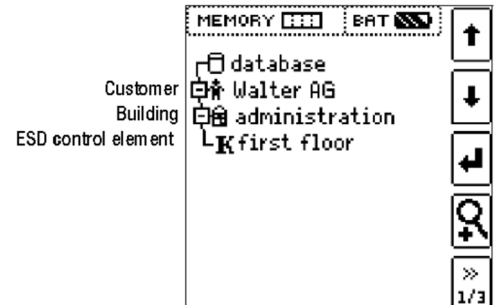 MEMORY BAT
database
Customer Walter AG
Building administration
ESD control element K first floor
>>
1/3